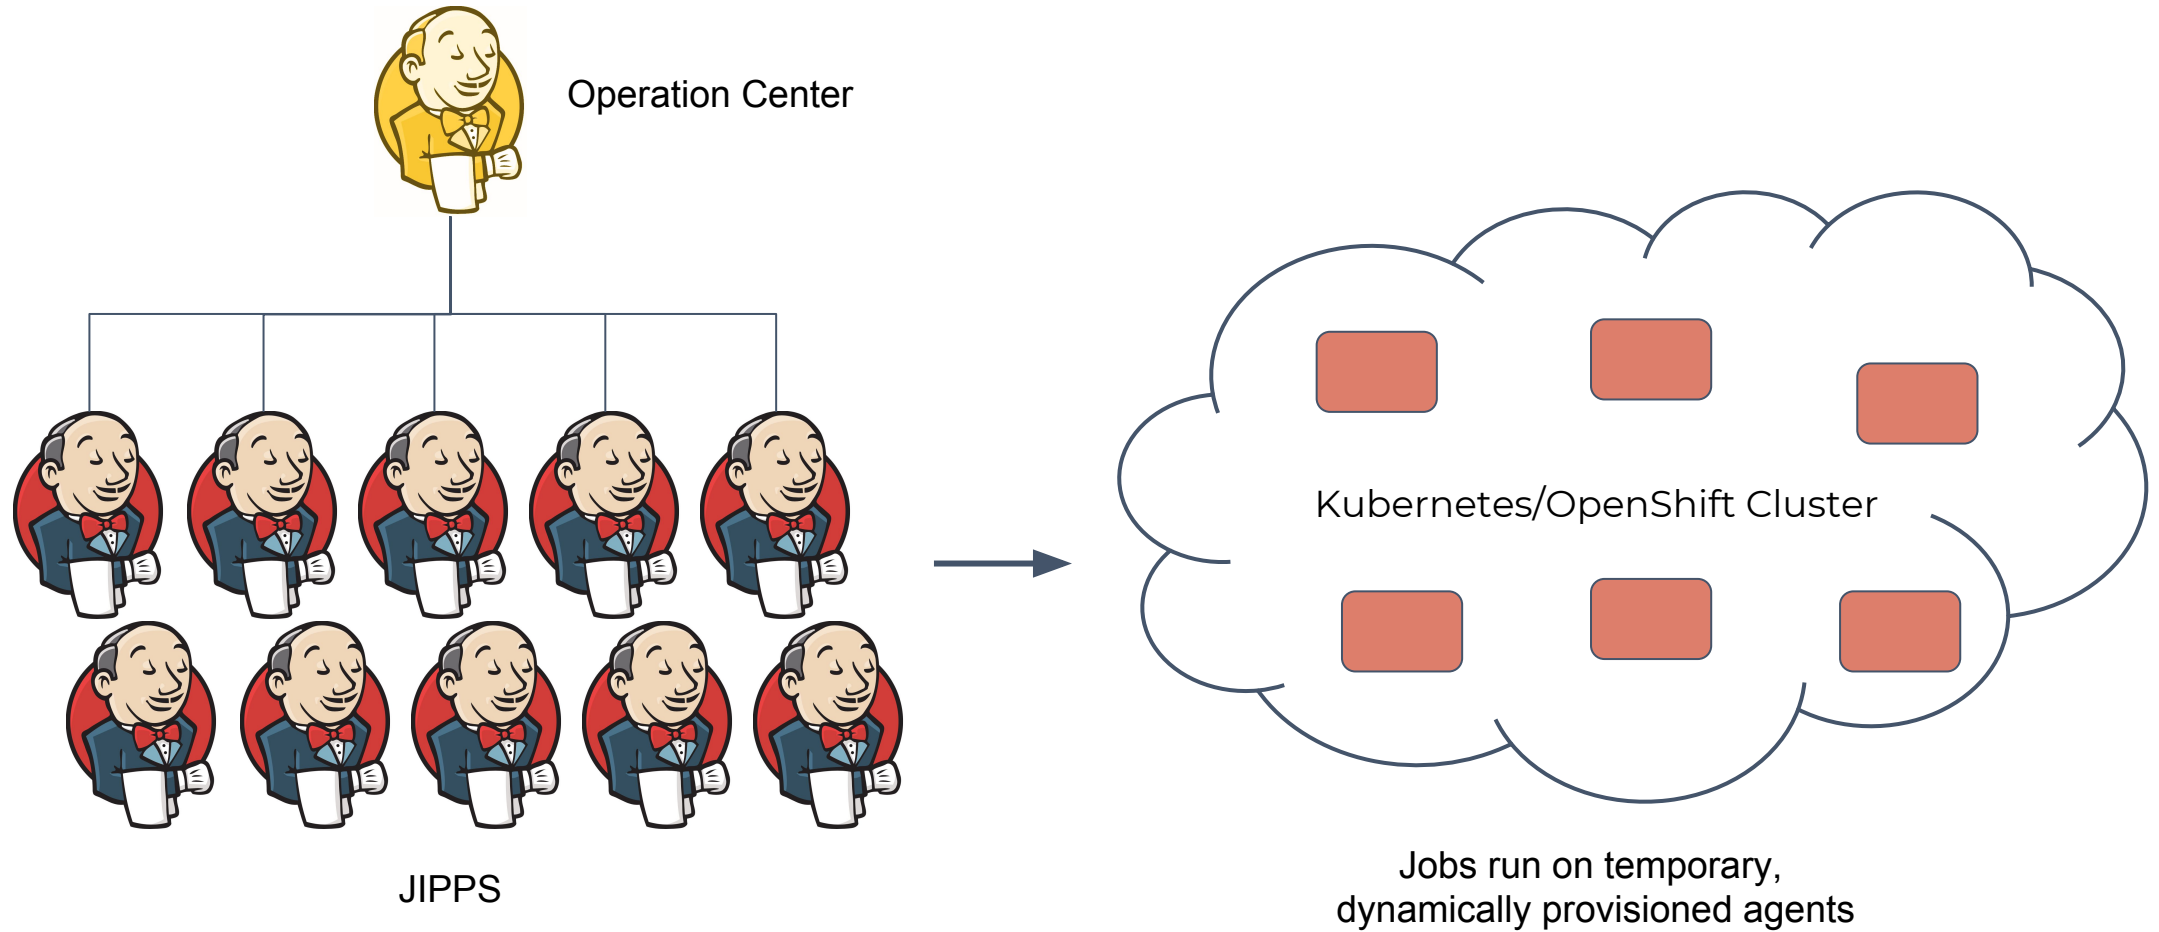 Operation Center
Kubernetes/OpenShift Cluster
JIPPS
Jobs run on temporary,
dynamically provisioned agents